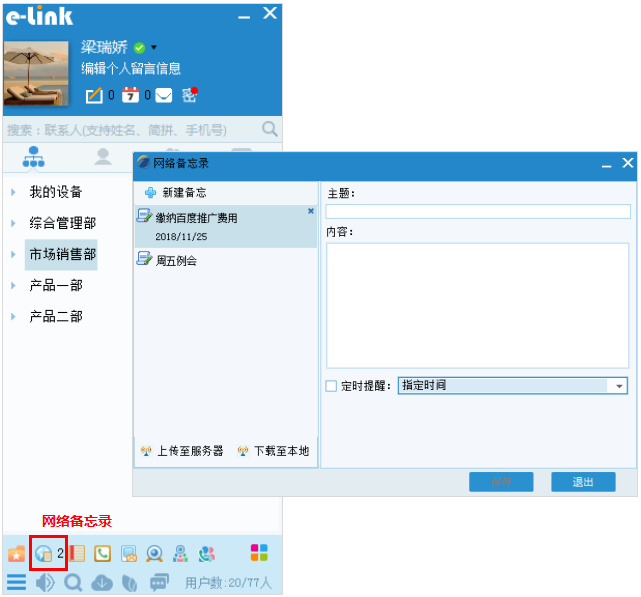 e-Link
梁瑞娇
编辑个人留言信息
0 7 0
搜索：联系人(支持姓名、简拼、手机号)
我的设备
综合管理部
市场销售部
产品一部
产品二部
网络备忘录
新建备忘
缴纳百度推广费用
2018/11/25
周五例会
上传至服务器 下载至本地
主题：
内容：
定时提醒： 指定时间
保存 退出
网络备忘录
2
用户数:20/77人